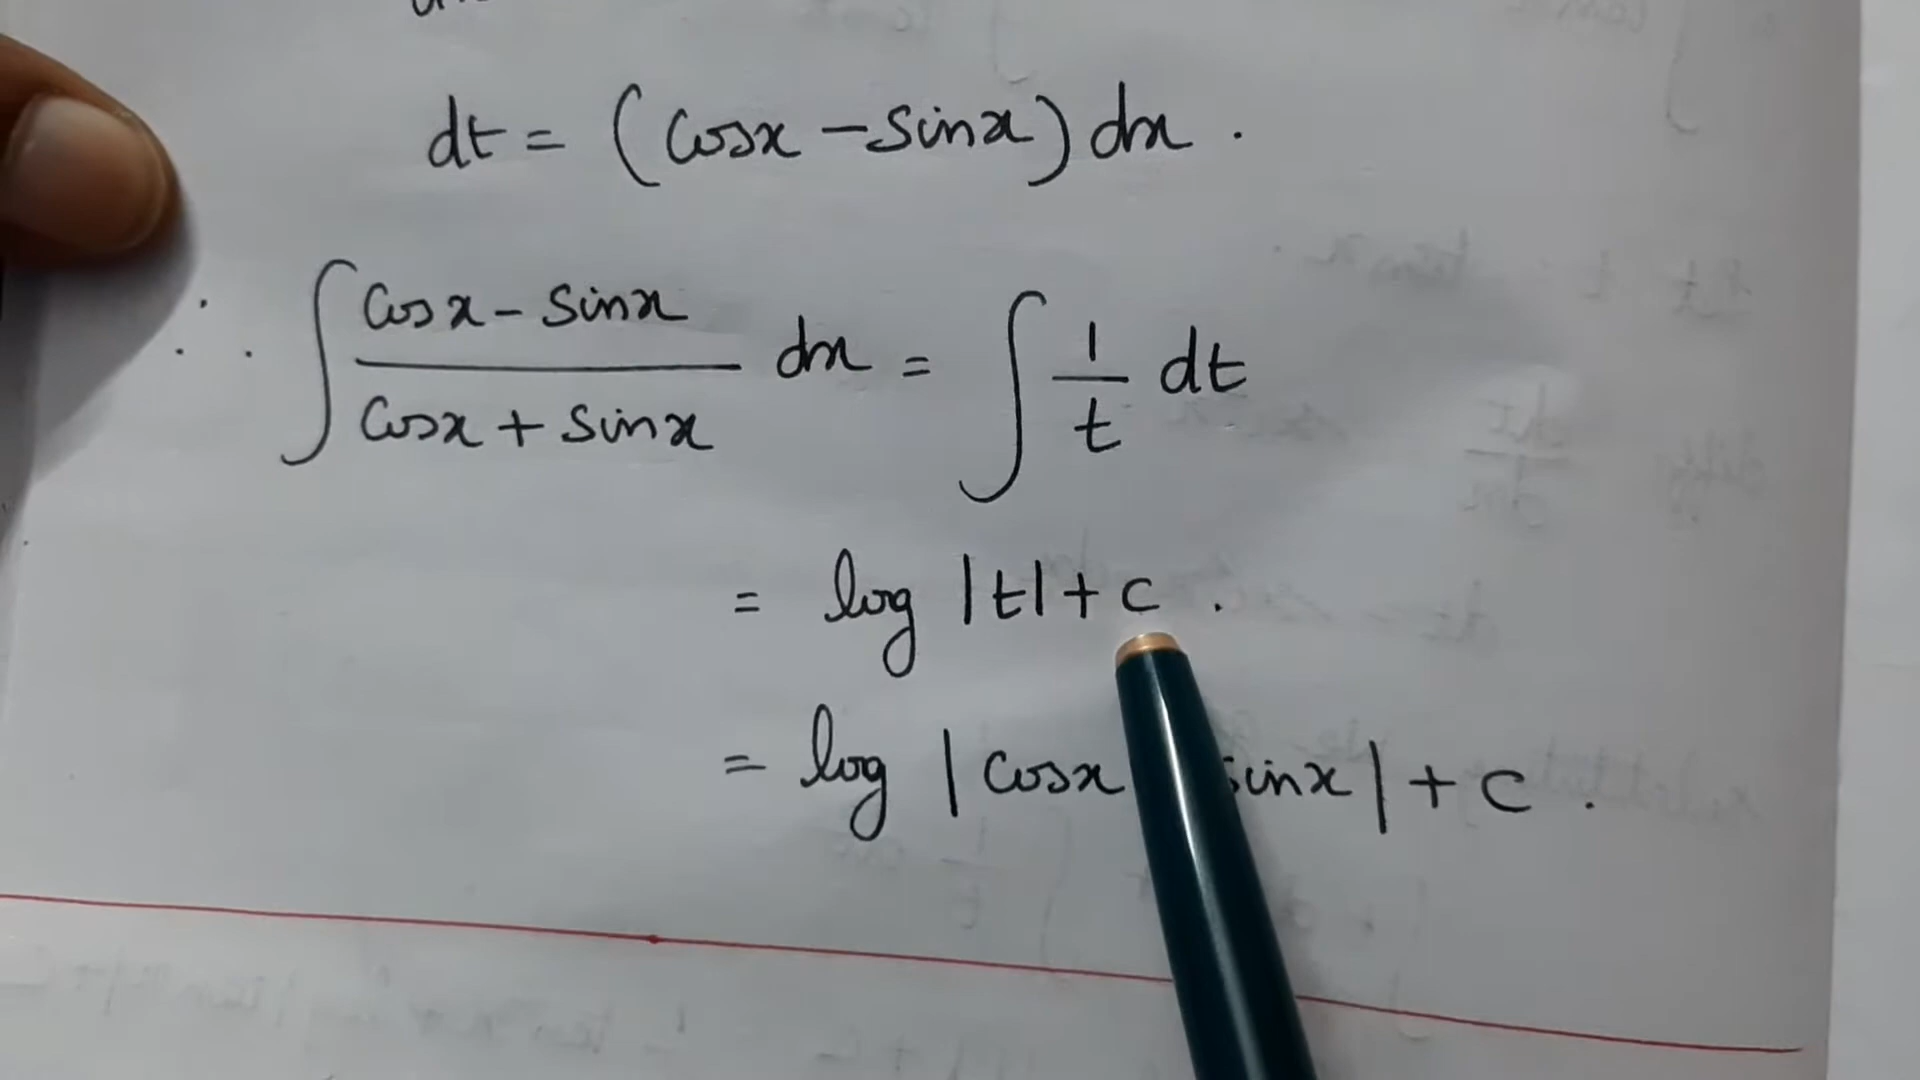 dt = (cosx - sinx) dx .
∴ ∫ cosx - sinx / cosx + sinx dx = ∫ 1/t dt
= log |t| + c .
= log | cosx sinx | + c .